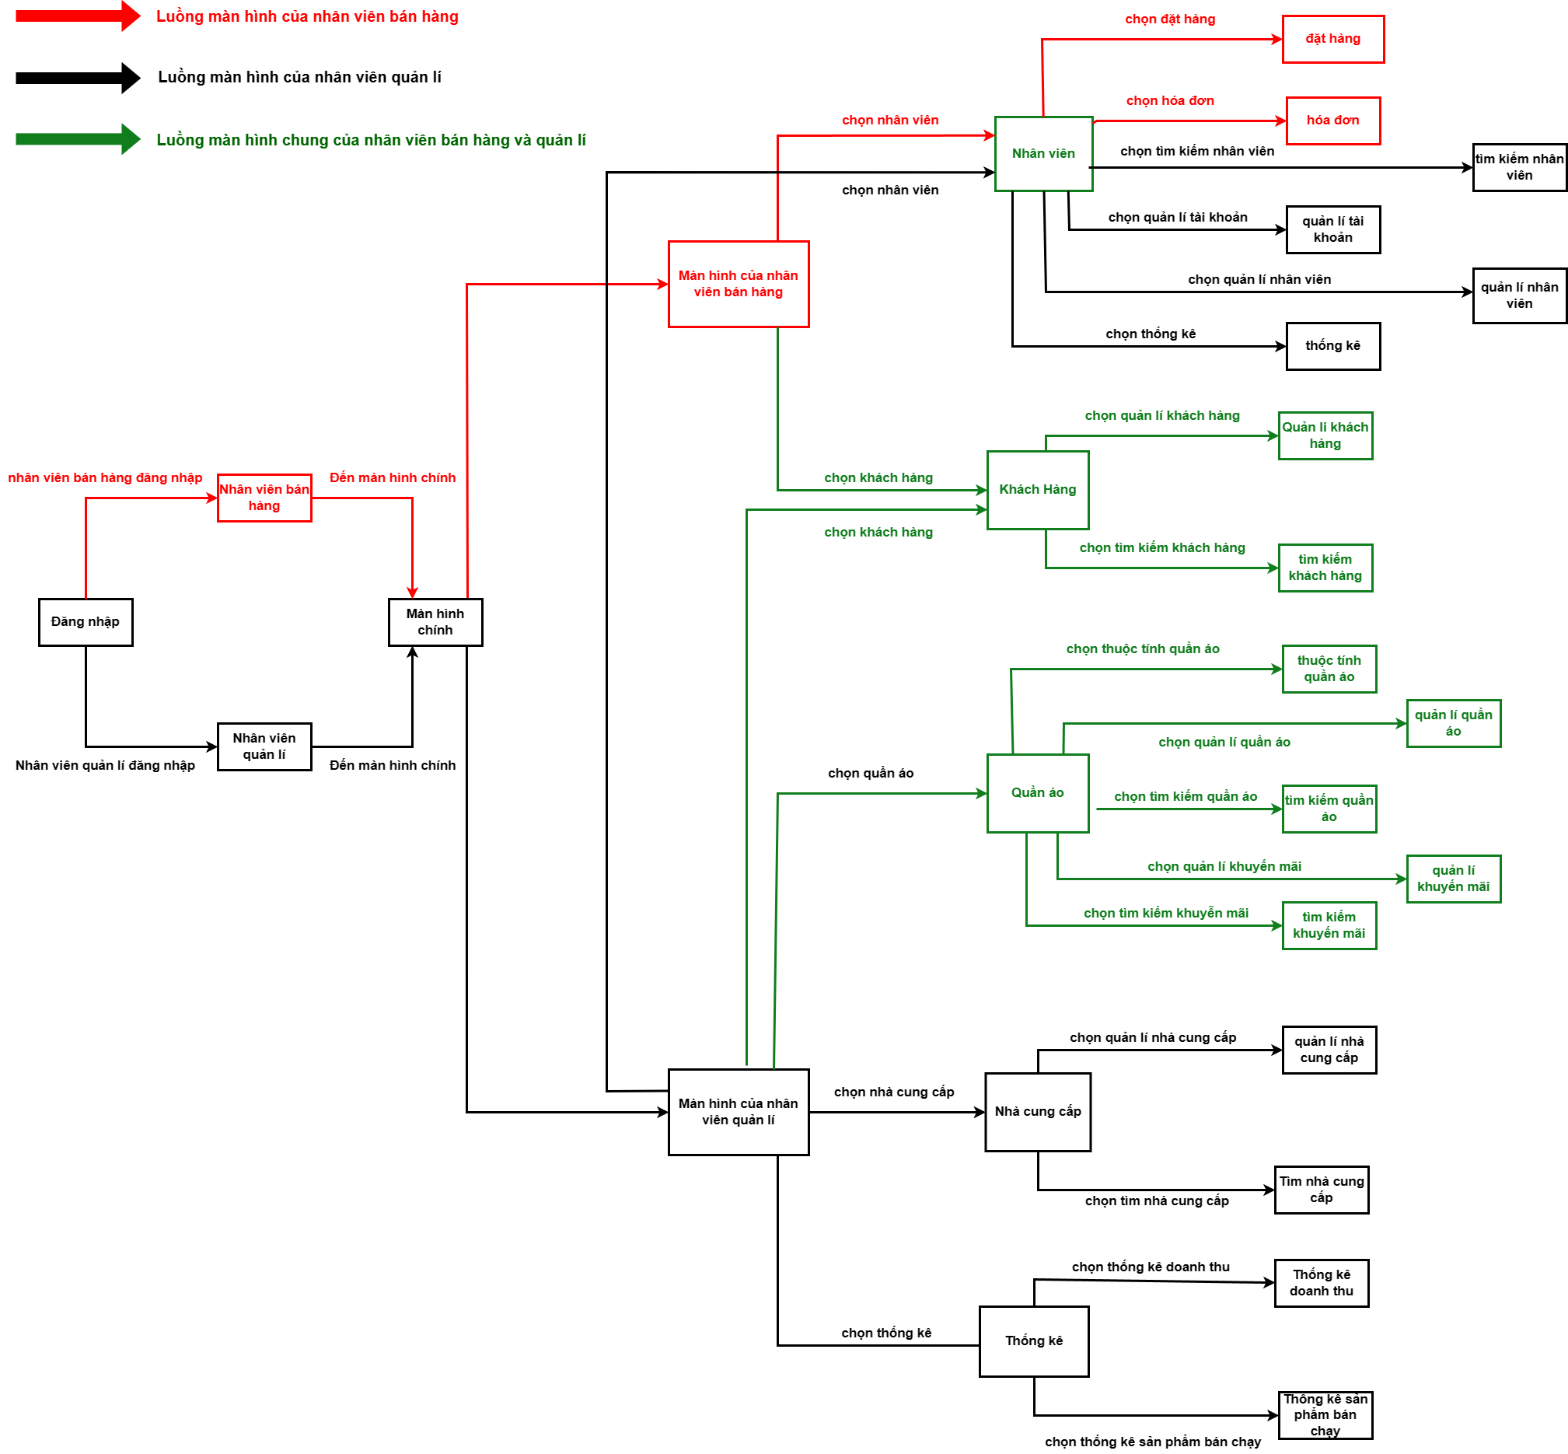 Luồng màn hình của nhân viên bán hàng
Luồng màn hình của nhân viên quản lí
Luồng màn hình chung của nhân viên bán hàng và quản lí
chọn đặt hàng
đặt hàng
chọn hóa đơn
hóa đơn
chọn nhân viên
Nhân viên
chọn tìm kiếm nhân viên
tìm kiếm nhân
viên
chọn nhân viên
chọn quản lí tài khoản
quản lí tài
khoản
Màn hình của nhân
viên bán hàng
chọn quản lí nhân viên
quản lí nhân
viên
chọn thống kê
thống kê
chọn quản lí khách hàng
Quản lí khách
hàng
chọn khách hàng
Khách Hàng
chọn khách hàng
chọn tìm kiếm khách hàng
tìm kiếm
khách hàng
nhân viên bán hàng đăng nhập
Nhân viên bán
hàng
Đến màn hình chính
Đăng nhập
Màn hình
chính
Nhân viên quản lí đăng nhập
Nhân viên
quản lí
Đến màn hình chính
chọn thuộc tính quần áo
thuộc tính
quần áo
chọn quản lí quần áo
quản lí quần
áo
chọn quần áo
Quần áo
chọn tìm kiếm quần áo
tìm kiếm quần
áo
chọn quản lí khuyến mãi
quản lí
khuyến mãi
chọn tìm kiếm khuyễn mãi
tìm kiếm
khuyến mãi
chọn quản lí nhà cung cấp
quản lí nhà
cung cấp
Màn hình của nhân
viên quản lí
chọn nhà cung cấp
Nhà cung cấp
chọn tìm nhà cung cấp
Tìm nhà cung
cấp
chọn thống kê doanh thu
Thống kê
doanh thu
chọn thống kê
Thống kê
chọn thống kê sản phẩm bán chạy
Thống kê sản
phẩm bán
chạy